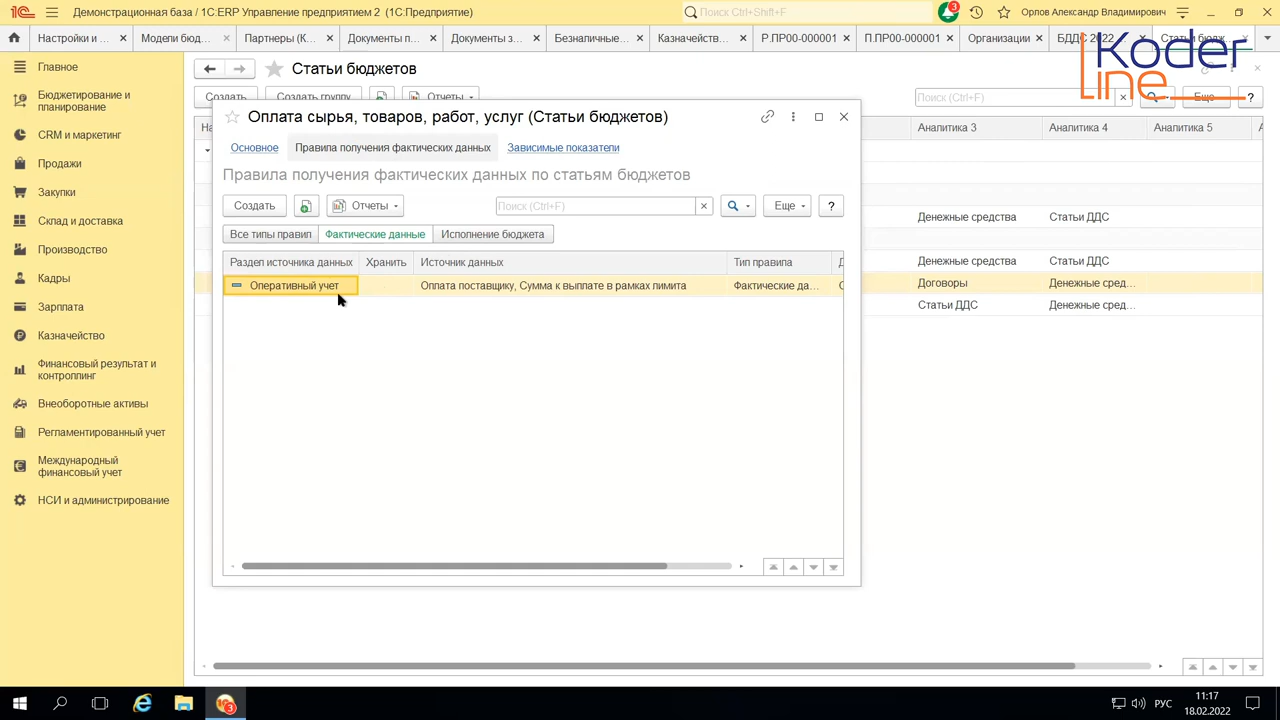 Демонстрационная база / 1С:ERP Управление предприятием 2 (1С:Предприятие)
Поиск Ctrl+Shift+F
3
Орлов Александр Владимирович
Настройки и ...
Модели бюд...
Партнеры (К...
Документы п...
Документы з...
Безналичные...
Казначейств...
Р.ПР00-000001
П.ПР00-000001
Организации
БДДС 2022
Статьи бюдж...
Koder
line
Главное
Бюджетирование и
планирование
CRM и маркетинг
Продажи
Закупки
Склад и доставка
Производство
Кадры
Зарплата
Казначейство
Финансовый результат и
контроллинг
Внеоборотные активы
Регламентированный учет
Международный
финансовый учет
НСИ и администрирование
Статьи бюджетов
Создать
Создать группу
Отчеты
Поиск (Ctrl+F)
Еще
?
На
Аналитика 3
Аналитика 4
Аналитика 5
Денежные средства
Статьи ДДС
Денежные средства
Статьи ДДС
Договоры
Денежные сред...
Статьи ДДС
Денежные сред...
Оплата сырья, товаров, работ, услуг (Статьи бюджетов)
Основное
Правила получения фактических данных
Зависимые показатели
Правила получения фактических данных по статьям бюджетов
Создать
Отчеты
Поиск (Ctrl+F)
Еще
?
Все типы правил
Фактические данные
Исполнение бюджета
Раздел источника данных
Хранить
Источник данных
Тип правила
Оперативный учет
Оплата поставщику, Сумма к выплате в рамках лимита
Фактические да...
3
РУС
11:17
18.02.2022